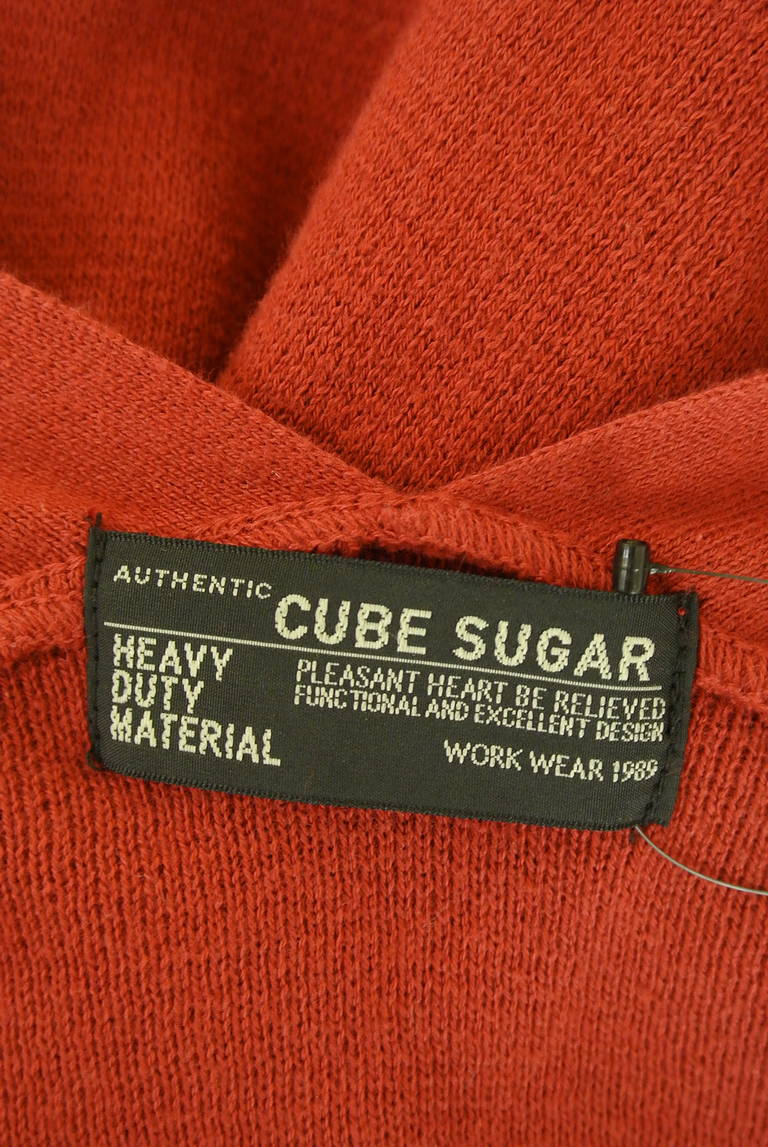 AUTHENTIC CUBE SUGAR
HEAVY
DUTY
MATERIAL
PLEASANT HEART BE RELIEVED
FUNCTIONAL AND EXCELLENT DESIGN
WORK WEAR 1989